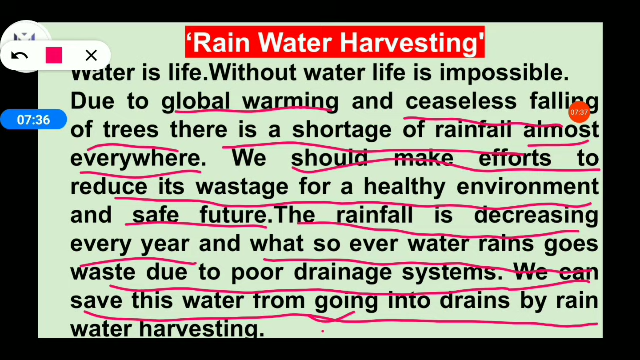 'Rain Water Harvesting'
Water is life.Without water life is impossible.
Due to global warming and ceaseless falling
07:37
07:36
of trees there is a shortage of rainfall almost
everywhere. We should make efforts to
reduce its wastage for a healthy environment
and safe future.The rainfall is decreasing
every year and what so ever water rains goes
waste due to poor drainage systems. We can
save this water from going into drains by rain
water harvesting.